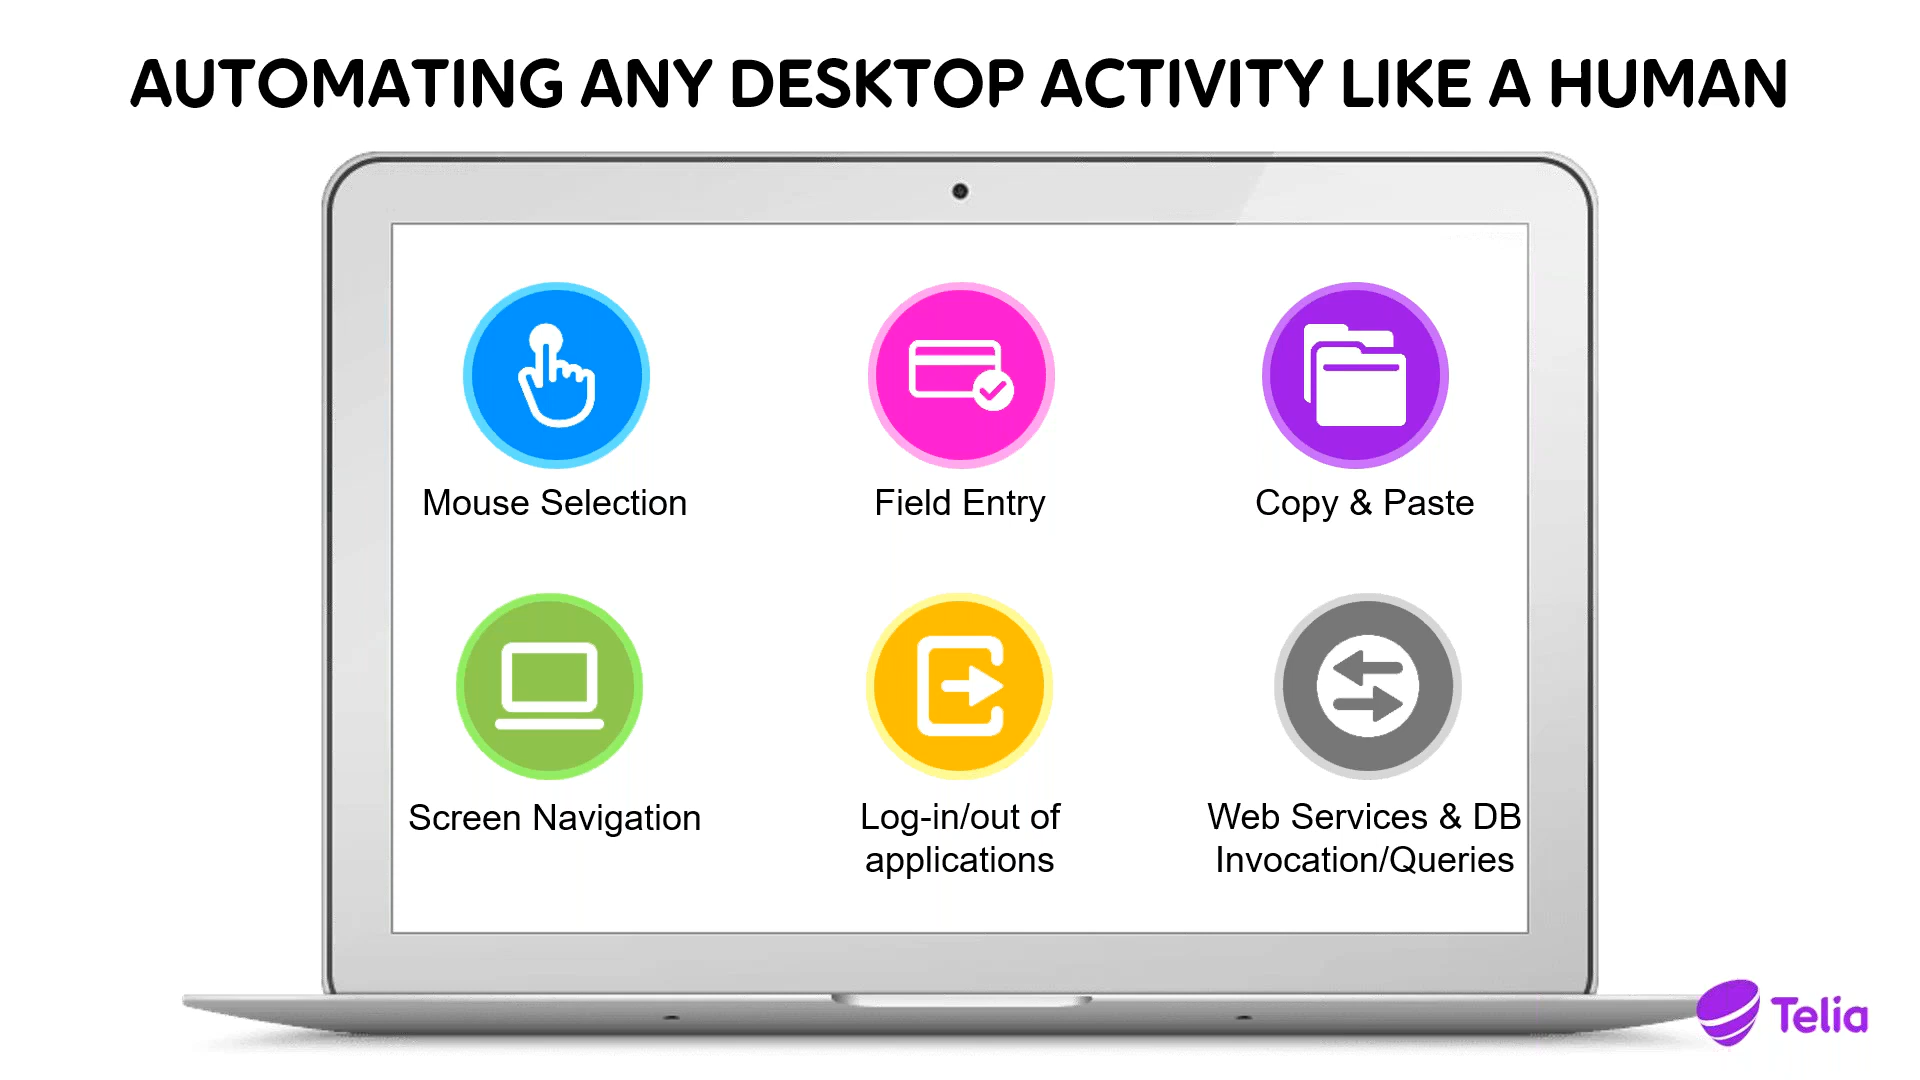 AUTOMATING ANY DESKTOP ACTIVITY LIKE A HUMAN
Mouse Selection
Field Entry
Copy & Paste
Screen Navigation
Log-in/out of
applications
Web Services & DB
Invocation/Queries
Telia